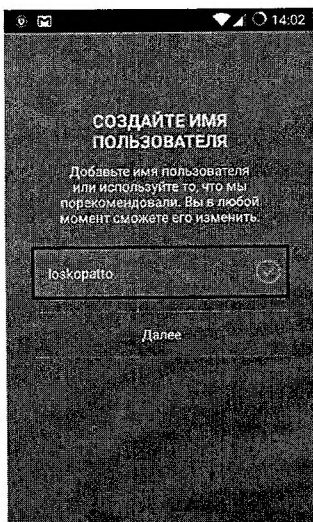 14:02
СОЗДАЙТЕ ИМЯ
ПОЛЬЗОВАТЕЛЯ
Добавьте имя пользователя
или используйте то, что мы
порекомендовали. Вы в любой
момент сможете его изменить.
loskopatto
Далее